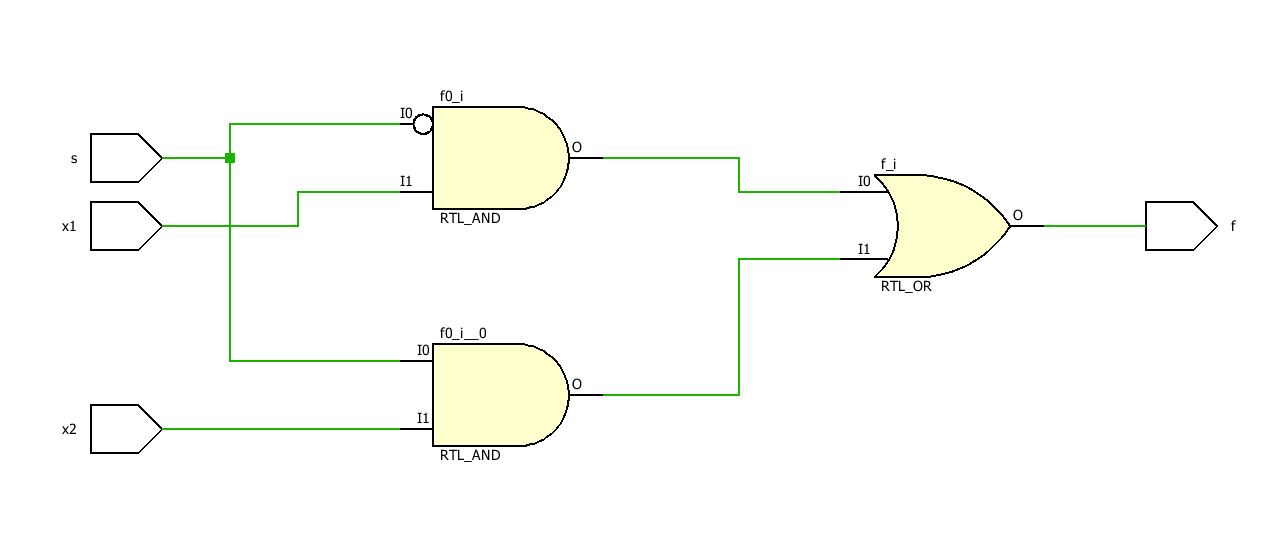 f0_i
I0
s
O
f_i
I1
I0
RTL_AND
x1
O
f
I1
RTL_OR
f0_i__0
I0
O
I1
x2
RTL_AND